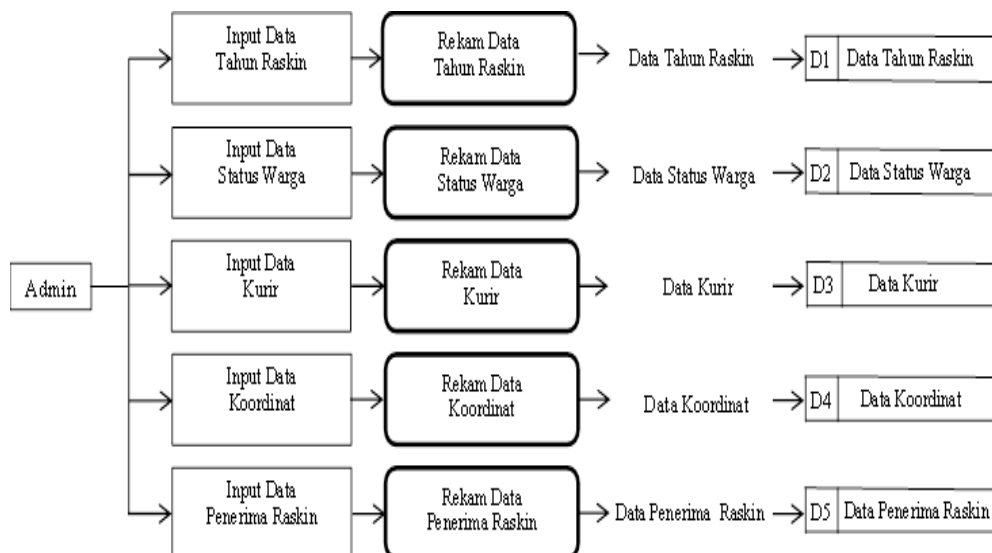 Input Data
Tahun Raskin
Rekam Data
Tahun Raskin
Data Tahun Raskin
D1
Data Tahun Raskin
Input Data
Status Warga
Rekam Data
Status Warga
Data Status Warga
D2
Data Status Warga
Admin
Input Data
Kurir
Rekam Data
Kurir
Data Kurir
D3
Data Kurir
Input Data
Koordinat
Rekam Data
Koordinat
Data Koordinat
D4
Data Koordinat
Input Data
Penerima Raskin
Rekam Data
Penerima Raskin
Data Penerima Raskin
D5
Data Penerima Raskin